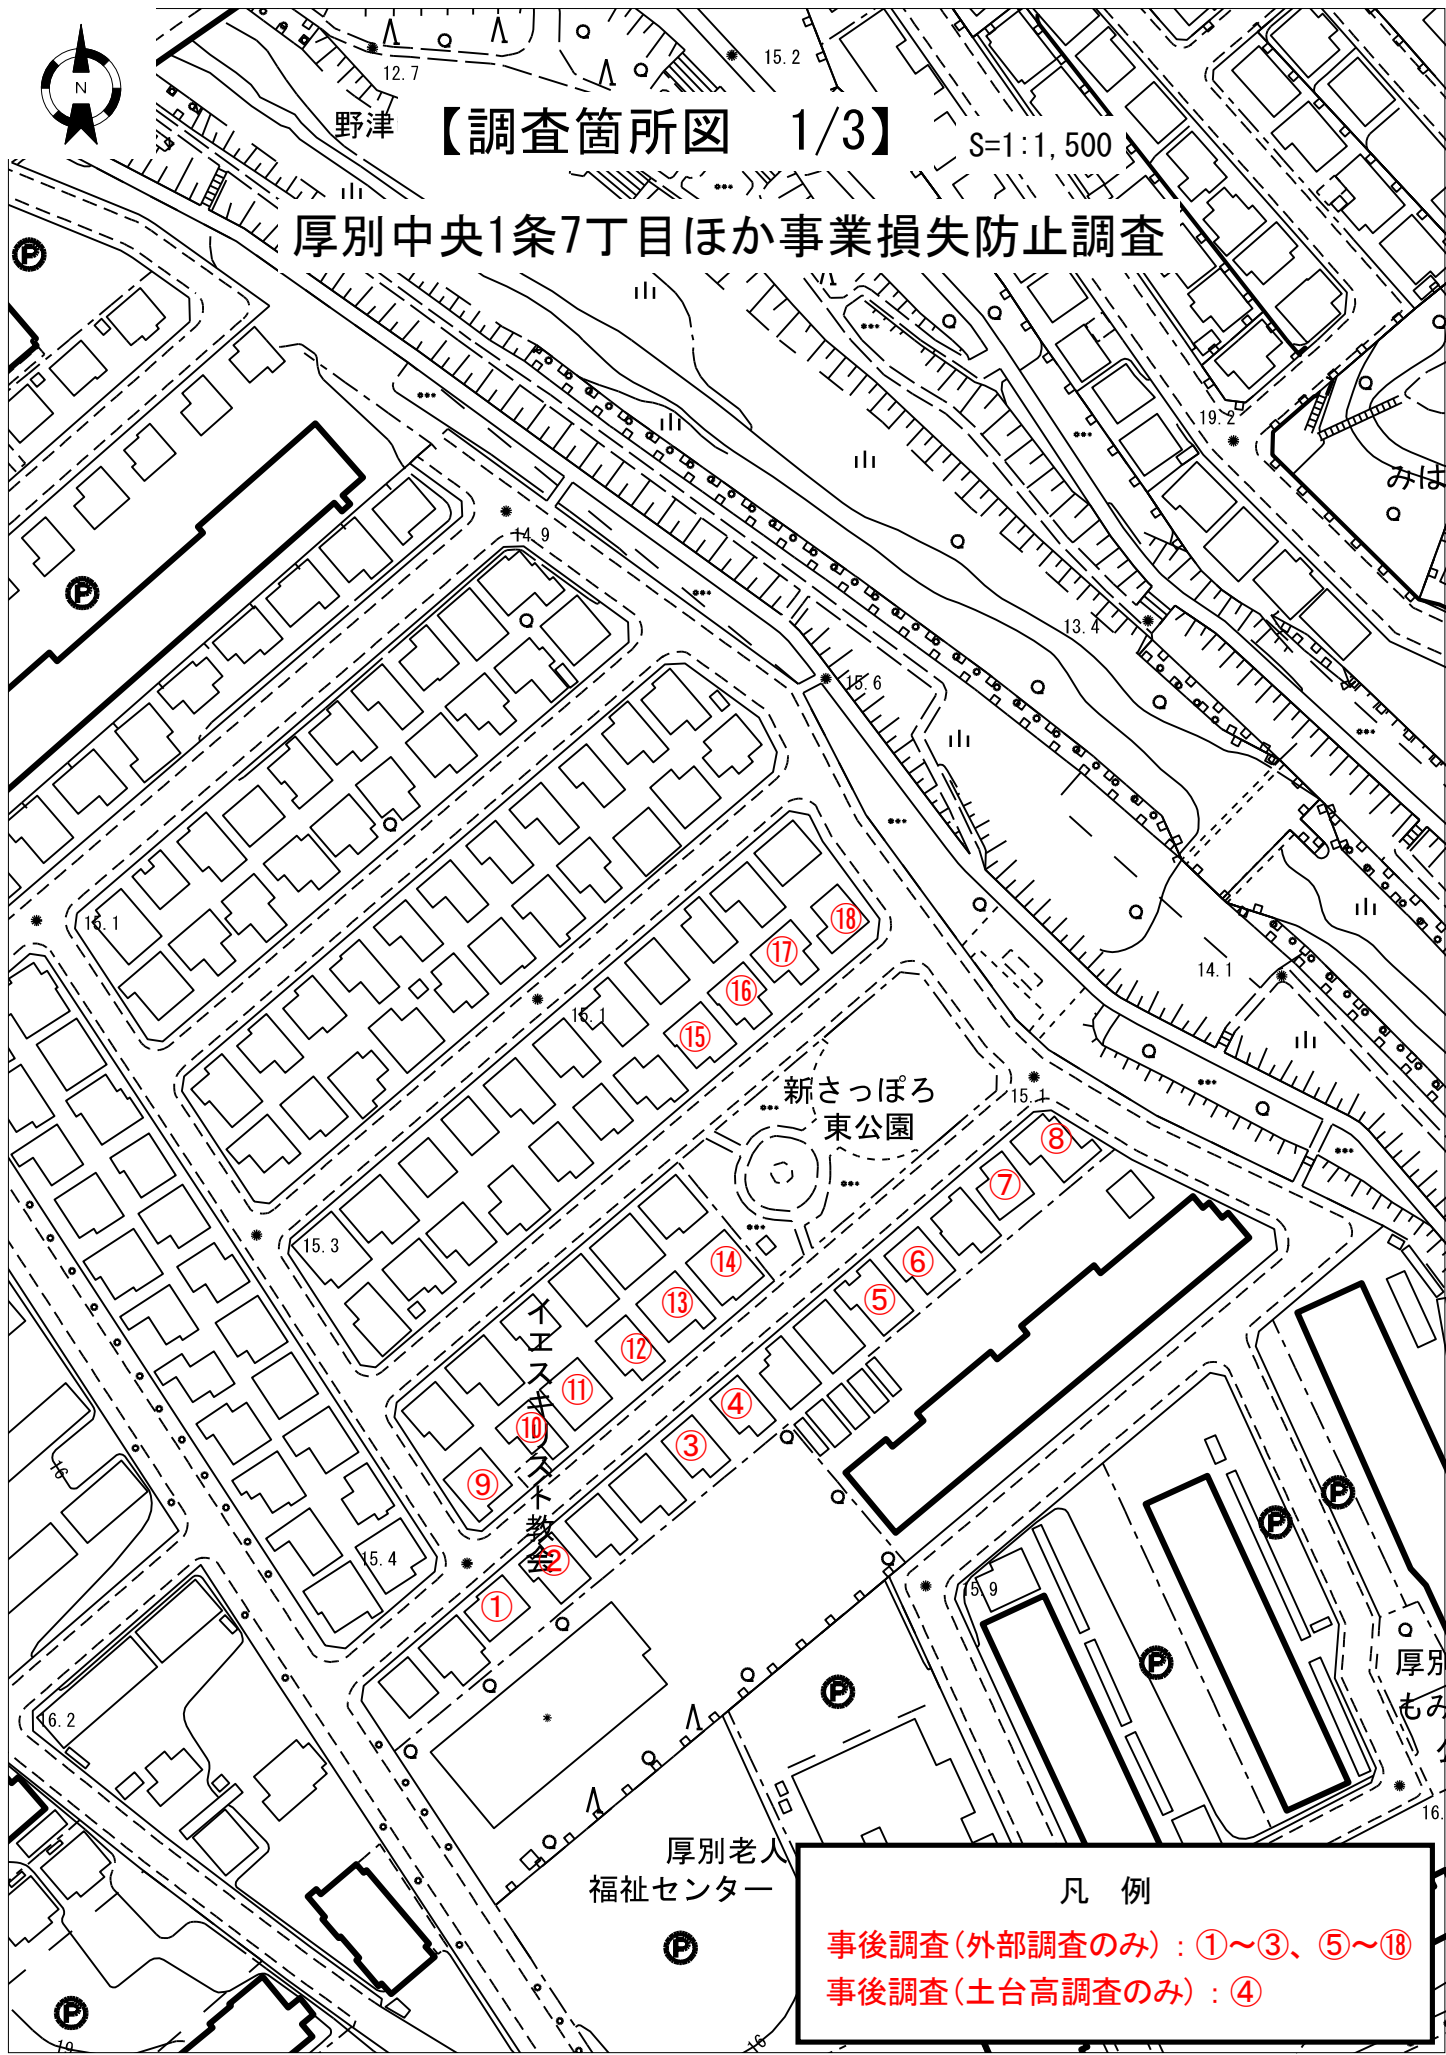 N
12.7
15.2
野津
【調査箇所図　1/3】
S=1:1,500
厚別中央1条7丁目ほか事業損失防止調査
19.2
みは
14.9
13.4
15.6
15.1
⑱
⑰
⑯
14.1
15.1
⑮
新さっぽろ
東公園
15.1
⑧
⑦
15.3
⑭
⑥
⑬
⑤
⑫
⑪
④
⑩
③
イエスキリスト教会
⑨
16
15.4
②
①
15.9
厚別
もみ
16.2
16.
厚別老人
福祉センター
16
19
凡　例
事後調査(外部調査のみ)：①～③、⑤～⑱
事後調査(土台高調査のみ)：④
P
P
P
P
P
P
P
P